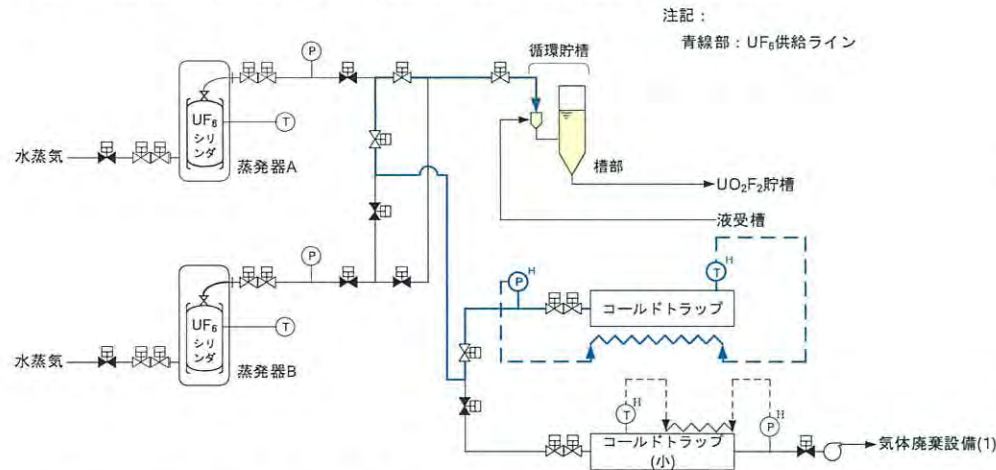 注記：
青線部：UF₆供給ライン
循環貯槽
P
UF₆
シリンダ
T
水蒸気
蒸発器A
槽部
UO₂F₂貯槽
液受槽
P
H
T
H
P
UF₆
シリンダ
T
コールドトラップ
水蒸気
蒸発器B
H
T
H
P
コールドトラップ
(小)
気体廃棄設備(1)